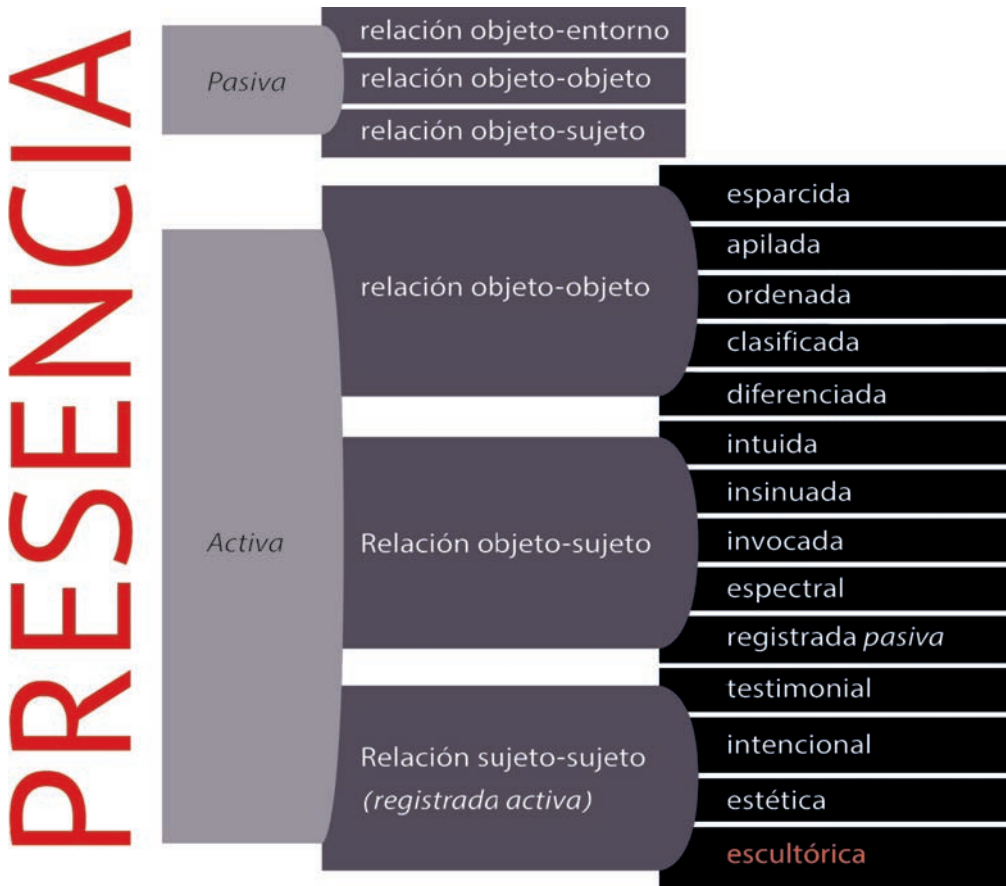 PRESENCIA
Pasiva
relación objeto-entorno
relación objeto-objeto
relación objeto-sujeto
Activa
relación objeto-objeto
esparcida
apilada
ordenada
clasificada
diferenciada
Relación objeto-sujeto
intuida
insinuada
invocada
espectral
registrada pasiva
Relación sujeto-sujeto
(registrada activa)
testimonial
intencional
estética
escultórica